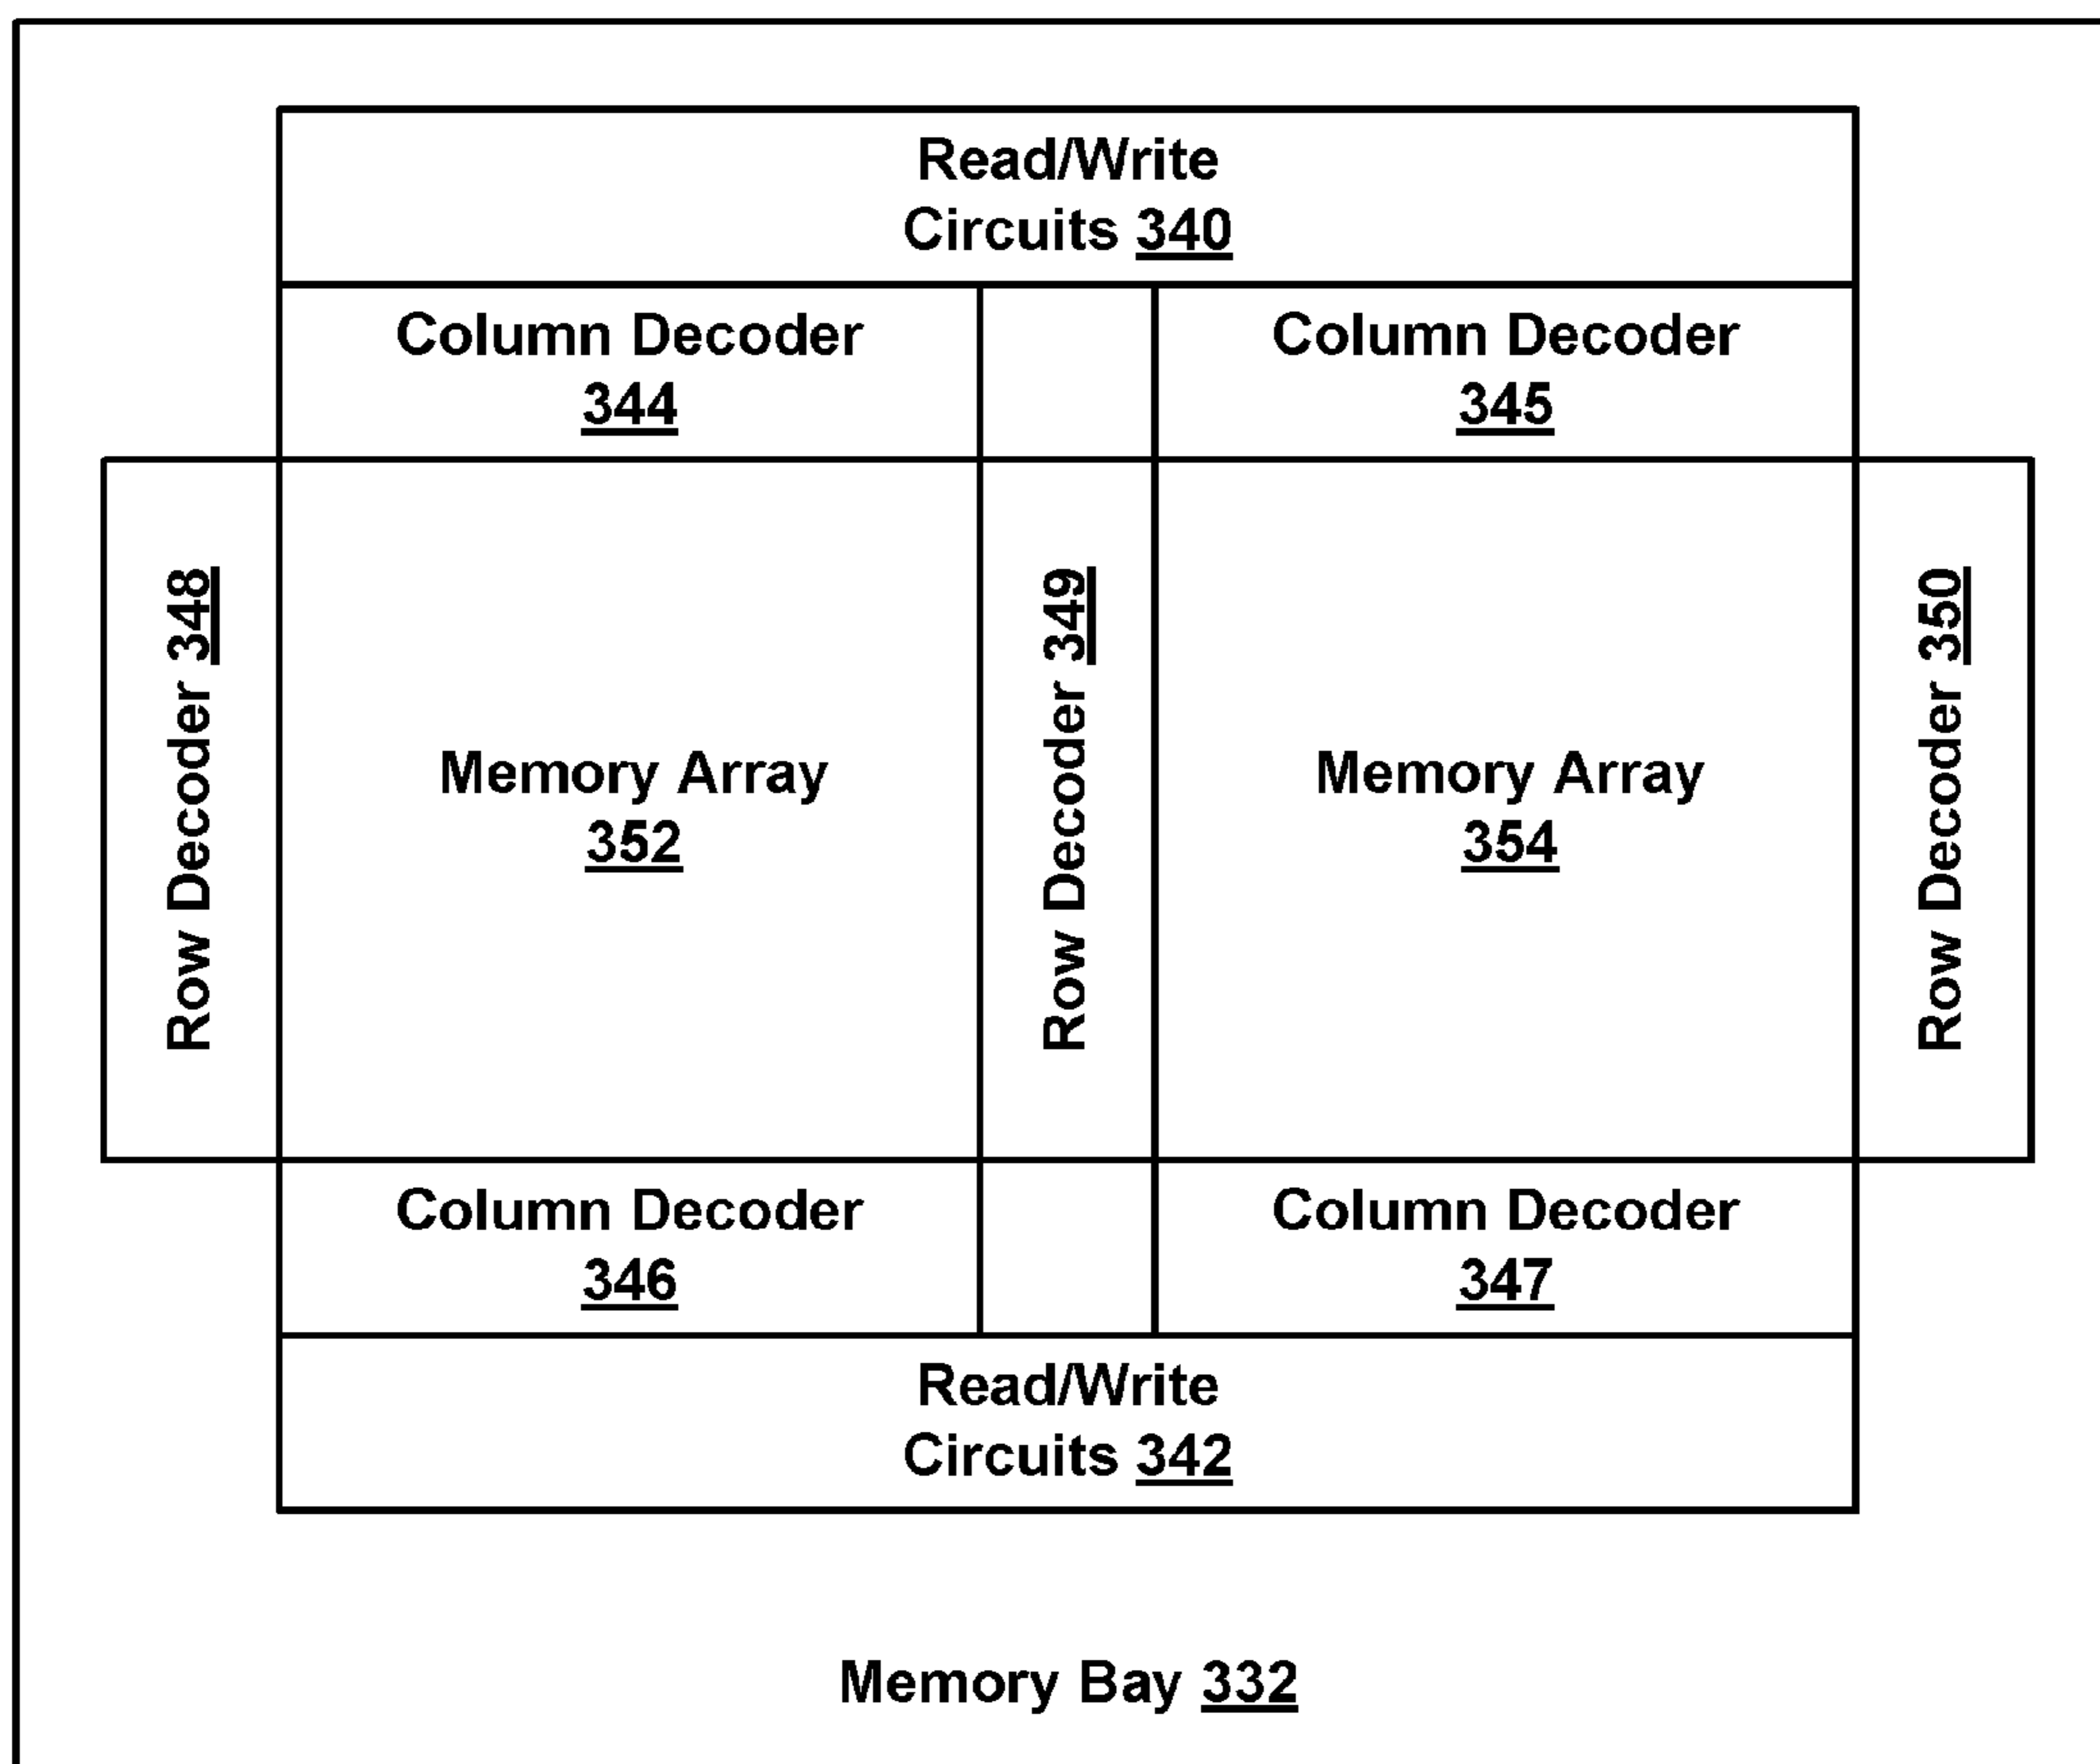 Read/Write
Circuits 340
Column Decoder
344
Column Decoder
345
Row Decoder 348
Memory Array
352
Row Decoder 349
Memory Array
354
Row Decoder 350
Column Decoder
346
Column Decoder
347
Read/Write
Circuits 342
Memory Bay 332